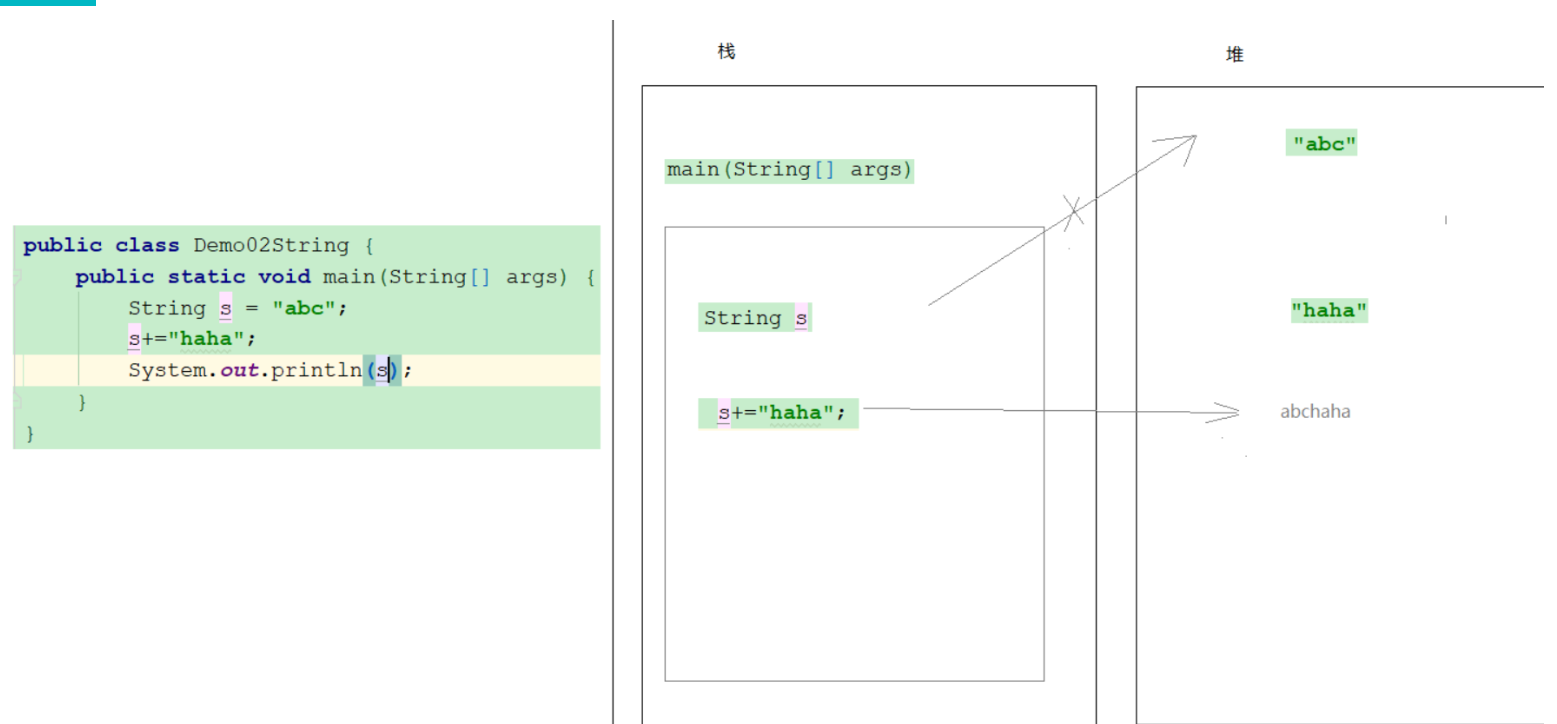 public class Demo02String {
    public static void main(String[] args) {
        String s = "abc";
        s+="haha";
        System.out.println(s);
    }
}
栈
main(String[] args)
String s
s+="haha";
堆
"abc"
"haha"
abchaha